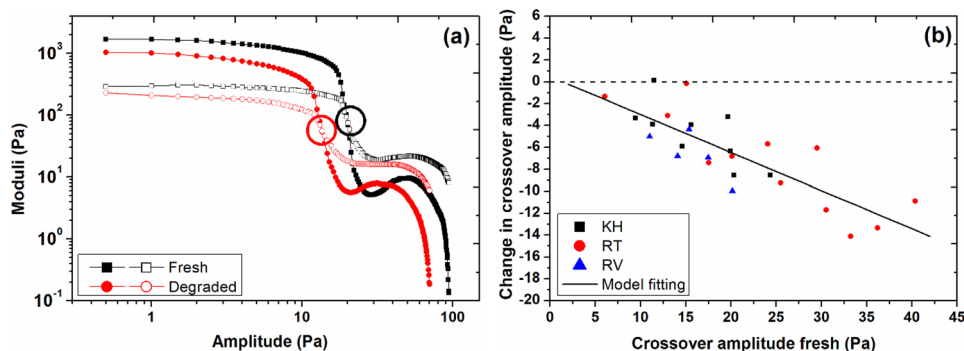 (a)
Moduli (Pa)
10³
10²
10¹
10⁰
10⁻¹
Fresh
Degraded
1
10
100
Amplitude (Pa)
(b)
Change in crossover amplitude (Pa)
6
4
2
0
-2
-4
-6
-8
-10
-12
-14
-16
-18
-20
KH
RT
RV
Model fitting
0 5 10 15 20 25 30 35 40 45
Crossover amplitude fresh (Pa)